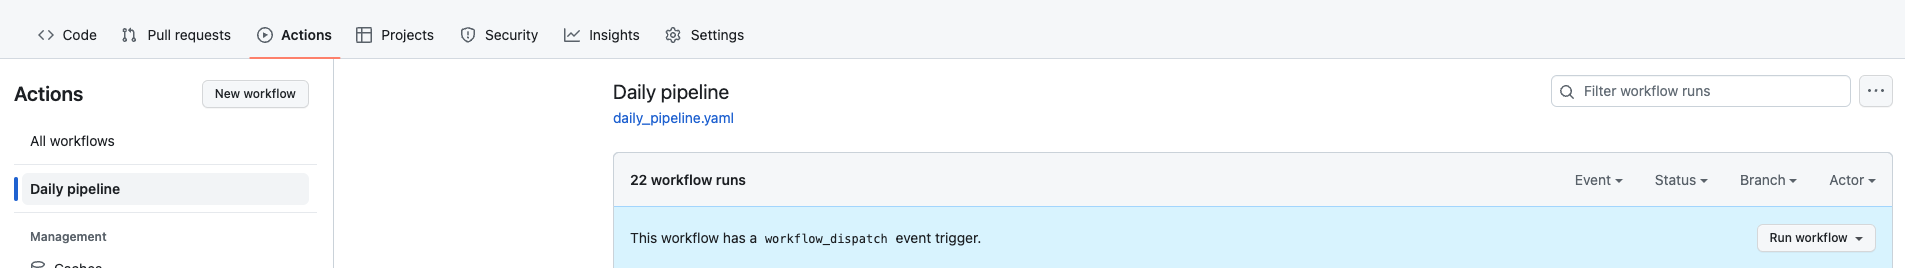 Code Pull requests Actions Projects Security Insights Settings
Actions
New workflow
All workflows
Daily pipeline
Management
Caches
Daily pipeline
daily_pipeline.yaml
Filter workflow runs
22 workflow runs
Event Status Branch Actor
This workflow has a workflow_dispatch event trigger.
Run workflow